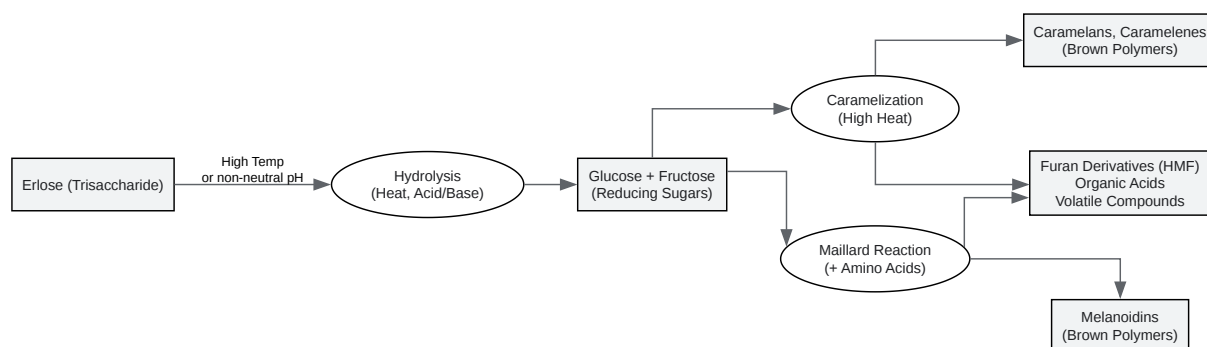 Erlose (Trisaccharide)
High Temp
or non-neutral pH
Hydrolysis
(Heat, Acid/Base)
Glucose + Fructose
(Reducing Sugars)
Caramelization
(High Heat)
Maillard Reaction
(+ Amino Acids)
Caramelans, Caramelenes
(Brown Polymers)
Furan Derivatives (HMF)
Organic Acids
Volatile Compounds
Melanoidins
(Brown Polymers)